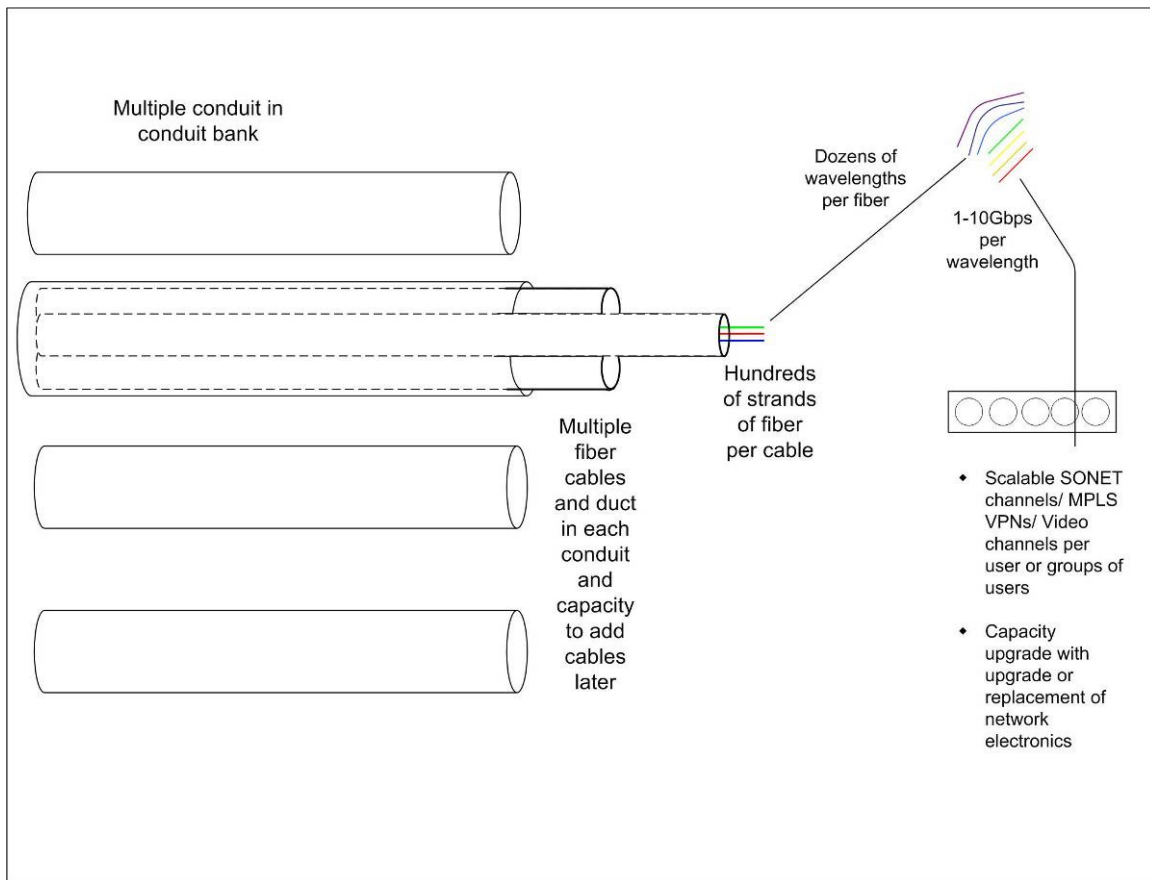 Multiple conduit in
conduit bank
Dozens of
wavelengths
per fiber
1-10Gbps
per
wavelength
Hundreds
of strands
of fiber
per cable
Multiple
fiber
cables
and duct
in each
conduit
and
capacity
to add
cables
later
◆ Scalable SONET
channels/ MPLS
VPNs/ Video
channels per
user or groups of
users
◆ Capacity
upgrade with
upgrade or
replacement of
network
electronics